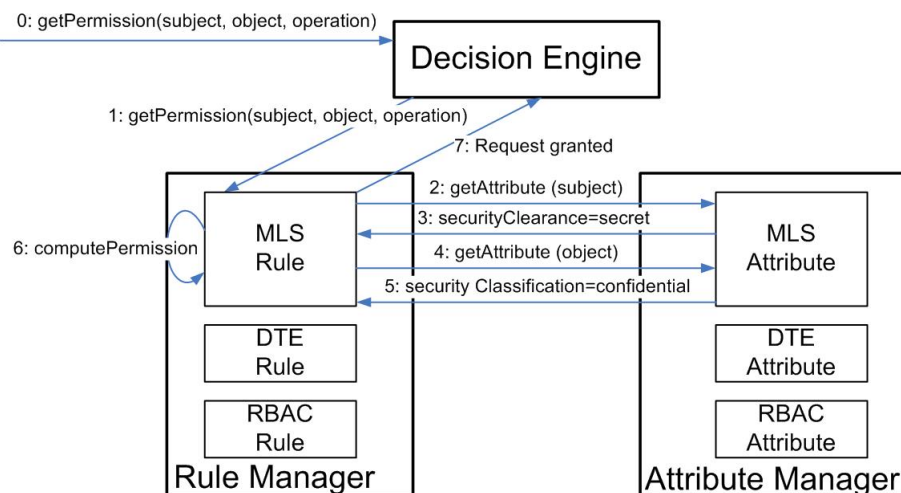 0: getPermission(subject, object, operation)
Decision Engine
1: getPermission(subject, object, operation)
7: Request granted
2: getAttribute (subject)
3: securityClearance=secret
MLS
Rule
MLS
Attribute
6: computePermission
4: getAttribute (object)
5: security Classification=confidential
DTE
Rule
DTE
Attribute
RBAC
Rule
RBAC
Attribute
Rule Manager
Attribute Manager